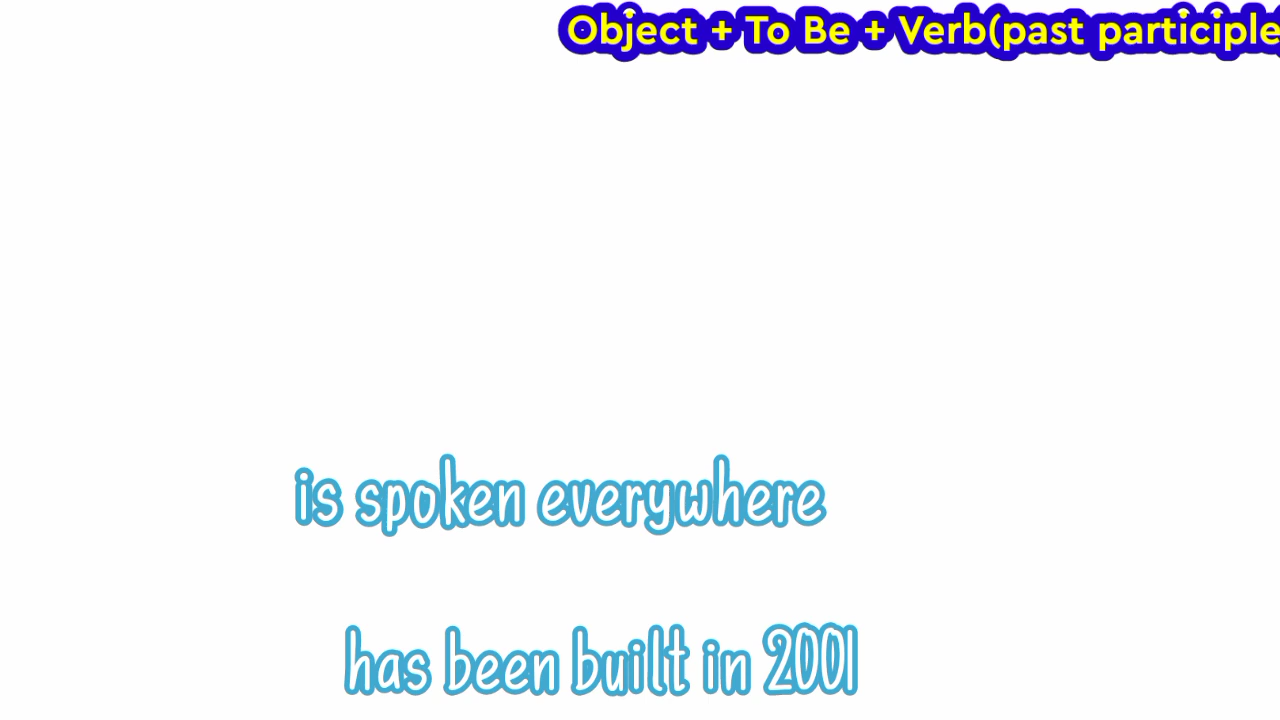 Object + To Be + Verb(past participle
is spoken everywhere
has been built in 2001